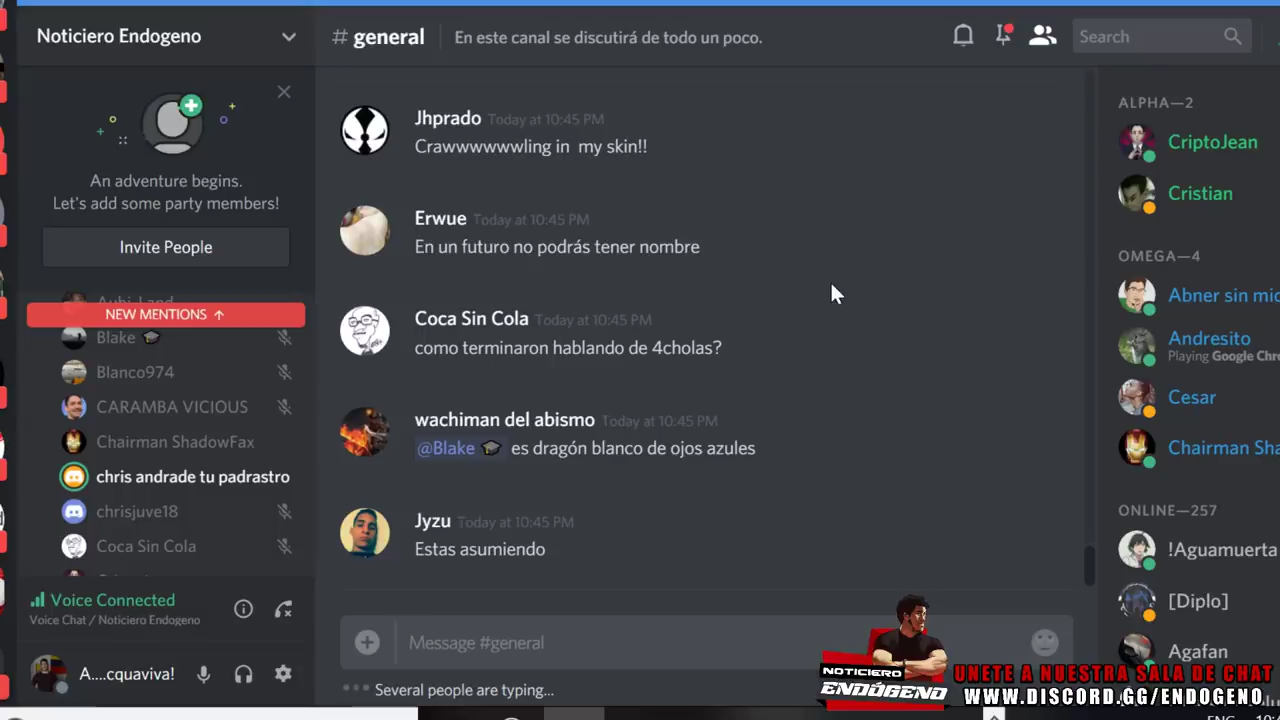 Noticiero Endogeno
# general
En este canal se discutirá de todo un poco.
Search
An adventure begins.
Let's add some party members!
Invite People
NEW MENTIONS ↑
Blake 🎓
Blanco974
CARAMBA VICIOUS
Chairman ShadowFax
chris andrade tu padrastro
chrisjuve18
Coca Sin Cola
Voice Connected
Voice Chat / Noticiero Endogeno
A....cquaviva!
Jhprado Today at 10:45 PM
Crawwwwwwling in my skin!!
Erwue Today at 10:45 PM
En un futuro no podrás tener nombre
Coca Sin Cola Today at 10:45 PM
como terminaron hablando de 4cholas?
wachiman del abismo Today at 10:45 PM
@Blake 🎓 es dragón blanco de ojos azules
Jyzu Today at 10:45 PM
Estas asumiendo
Message #general
Several people are typing...
ALPHA—2
CriptoJean
Cristian
OMEGA—4
Abner sin mic
Andresito
Playing Google Chr
Cesar
Chairman Sha
ONLINE—257
!Aguamuerta
[Diplo]
Agafan
NOTICIERO
ENDÓGENO
UNETE A NUESTRA SALA DE CHAT
WWW.DISCORD.GG/ENDOGENO